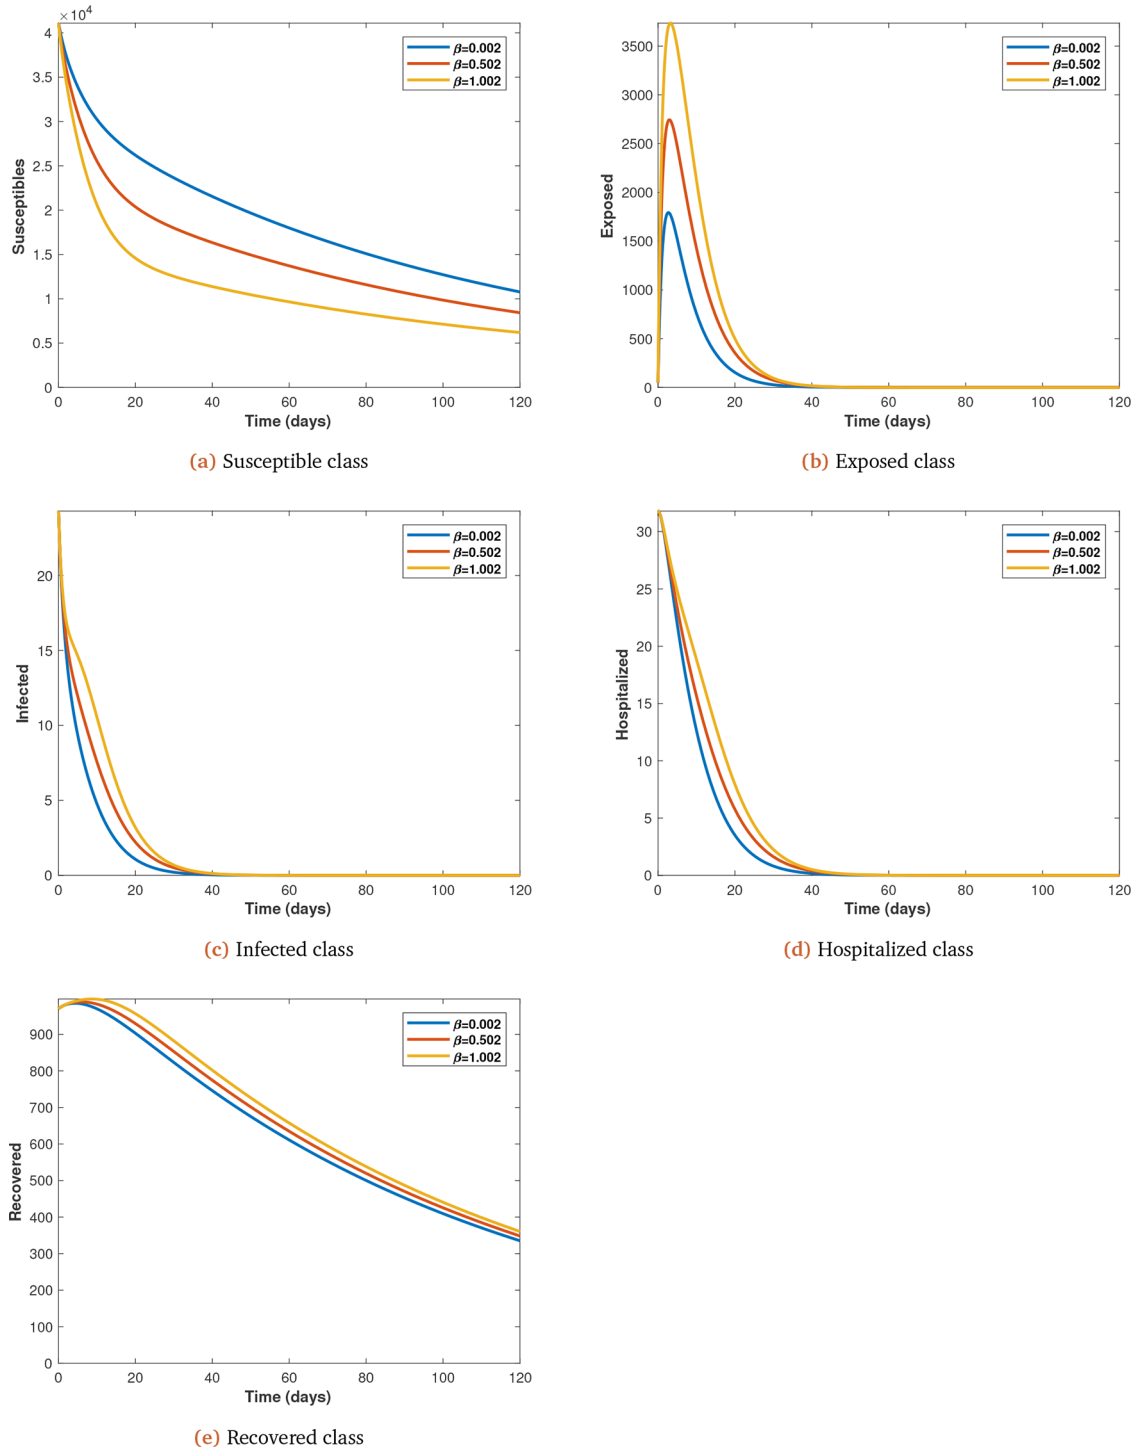 ×10⁴
4
3.5
3
2.5
2
1.5
1
0.5
0
Susceptibles
0 20 40 60 80 100 120
Time (days)
β=0.002
β=0.502
β=1.002
(a) Susceptible class
3500
3000
2500
2000
1500
1000
500
0
Exposed
0 20 40 60 80 100 120
Time (days)
β=0.002
β=0.502
β=1.002
(b) Exposed class
20
15
10
5
0
Infected
0 20 40 60 80 100 120
Time (days)
β=0.002
β=0.502
β=1.002
(c) Infected class
30
25
20
15
10
5
0
Hospitalized
0 20 40 60 80 100 120
Time (days)
β=0.002
β=0.502
β=1.002
(d) Hospitalized class
900
800
700
600
500
400
300
200
100
0
Recovered
0 20 40 60 80 100 120
Time (days)
β=0.002
β=0.502
β=1.002
(e) Recovered class